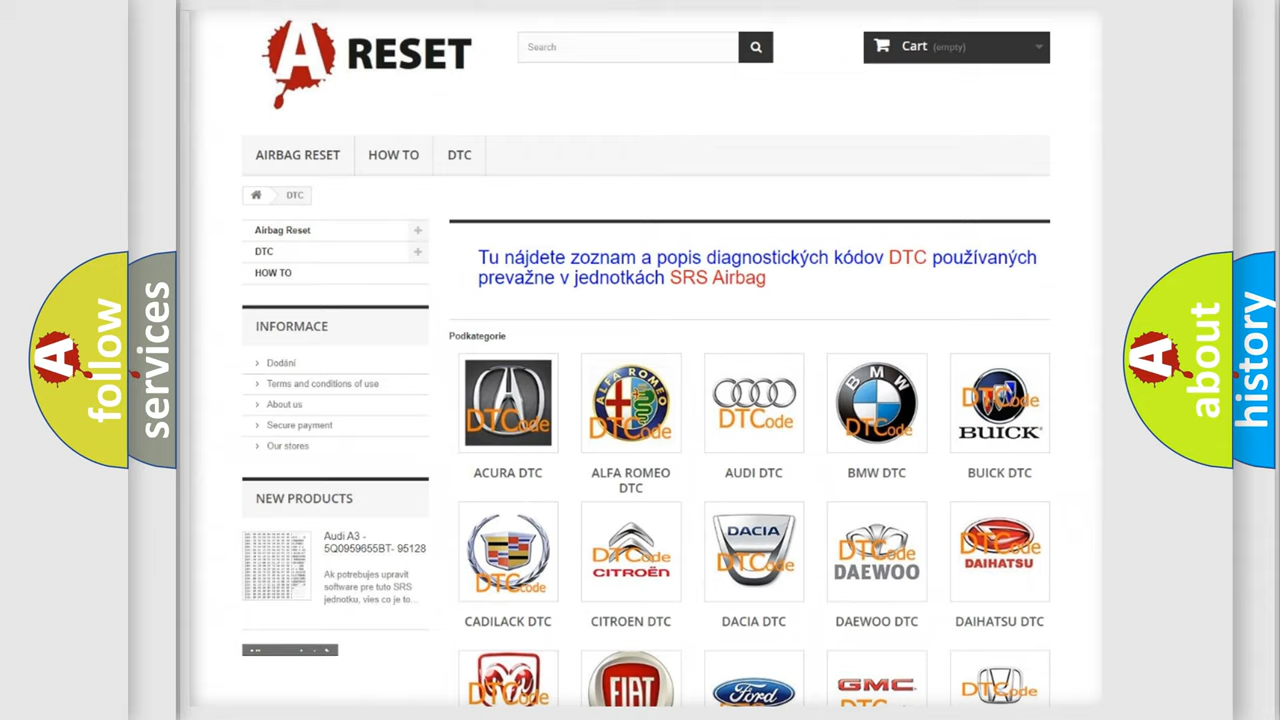 A RESET
Search
Cart (empty)
AIRBAG RESET
HOW TO
DTC
DTC
Airbag Reset
DTC
HOW TO
Tu nájdete zoznam a popis diagnostických kódov DTC používaných
prevažne v jednotkách SRS Airbag
INFORMACE
Dodání
Terms and conditions of use
About us
Secure payment
Our stores
NEW PRODUCTS
Audi A3 -
5Q0959655BT- 95128
Ak potrebujes upravit
software pre tuto SRS
jednotku, vies co je to...
Podkategorie
DTCode
ALFA ROMEO
DTCode
DTCode
BMW
DTCode
DTCode
BUICK
ACURA DTC
ALFA ROMEO
DTC
AUDI DTC
BMW DTC
BUICK DTC
DTCode
DTCode
CITROËN
DACIA
DTCode
DTCode
DAEWOO
DTCode
DAIHATSU
CADILACK DTC
CITROEN DTC
DACIA DTC
DAEWOO DTC
DAIHATSU DTC
DTCode
FIAT
Ford
GMC
DTCode
A follow
services
A about
history